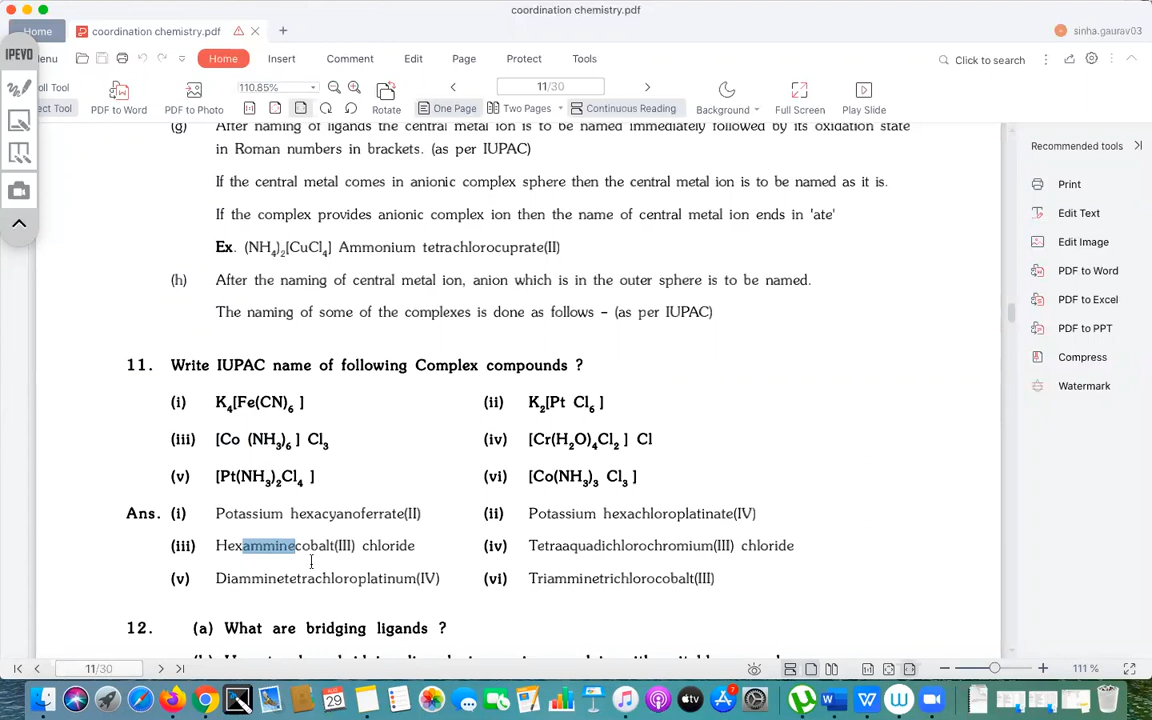 coordination chemistry.pdf
Home
coordination chemistry.pdf
sinha.gaurav03
IPEVO
enu
Home
Insert
Comment
Edit
Page
Protect
Tools
Click to search
oll Tool
ect Tool
PDF to Word
PDF to Photo
110.85%
Rotate
11/30
One Page
Two Pages
Continuous Reading
Background
Full Screen
Play Slide
(g) After naming of ligands the central metal ion is to be named immediately followed by its oxidation state
in Roman numbers in brackets. (as per IUPAC)
If the central metal comes in anionic complex sphere then the central metal ion is to be named as it is.
If the complex provides anionic complex ion then the name of central metal ion ends in 'ate'
Ex. (NH₄)₂[CuCl₄] Ammonium tetrachlorocuprate(II)
(h) After the naming of central metal ion, anion which is in the outer sphere is to be named.
The naming of some of the complexes is done as follows – (as per IUPAC)
11. Write IUPAC name of following Complex compounds ?
(i) K₄[Fe(CN)₆ ] (ii) K₂[Pt Cl₆ ]
(iii) [Co (NH₃)₆ ] Cl₃ (iv) [Cr(H₂O)₄Cl₂ ] Cl
(v) [Pt(NH₃)₂Cl₄ ] (vi) [Co(NH₃)₃ Cl₃ ]
Ans. (i) Potassium hexacyanoferrate(II) (ii) Potassium hexachloroplatinate(IV)
(iii) Hexamminecobalt(III) chloride (iv) Tetraaquadichlorochromium(III) chloride
(v) Diamminetetrachloroplatinum(IV) (vi) Triamminetrichlorocobalt(III)
12. (a) What are bridging ligands ?
Recommended tools
Print
Edit Text
Edit Image
PDF to Word
PDF to Excel
PDF to PPT
Compress
Watermark
11/30
111 %
AUG
29
7
W